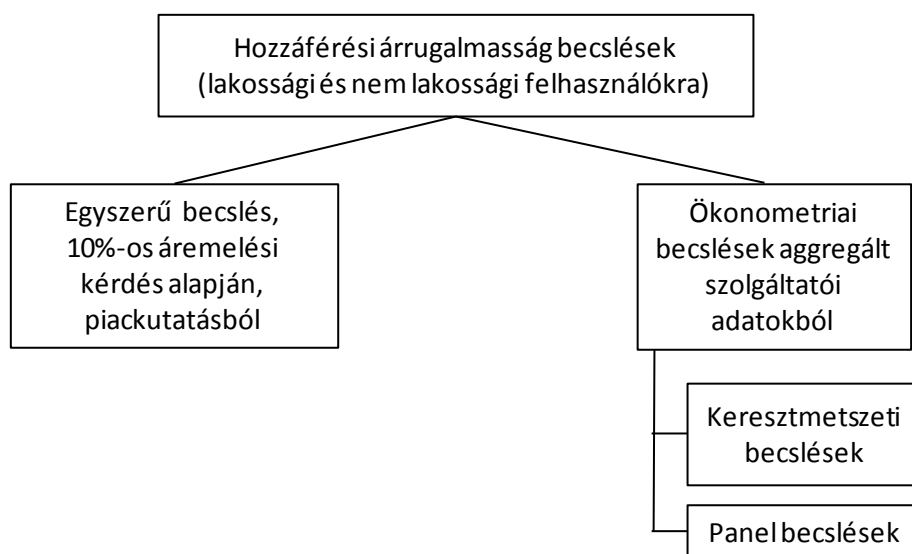 Hozzáférési árrugalmasság becslések
(lakossági és nem lakossági felhasználókra)
Egyszerű becslés,
10%-os áremelési
kérdés alapján,
piackutatásból
Ökonometriai
becslések aggregált
szolgáltatói
adatokból
Keresztmetszeti
becslések
Panel becslések